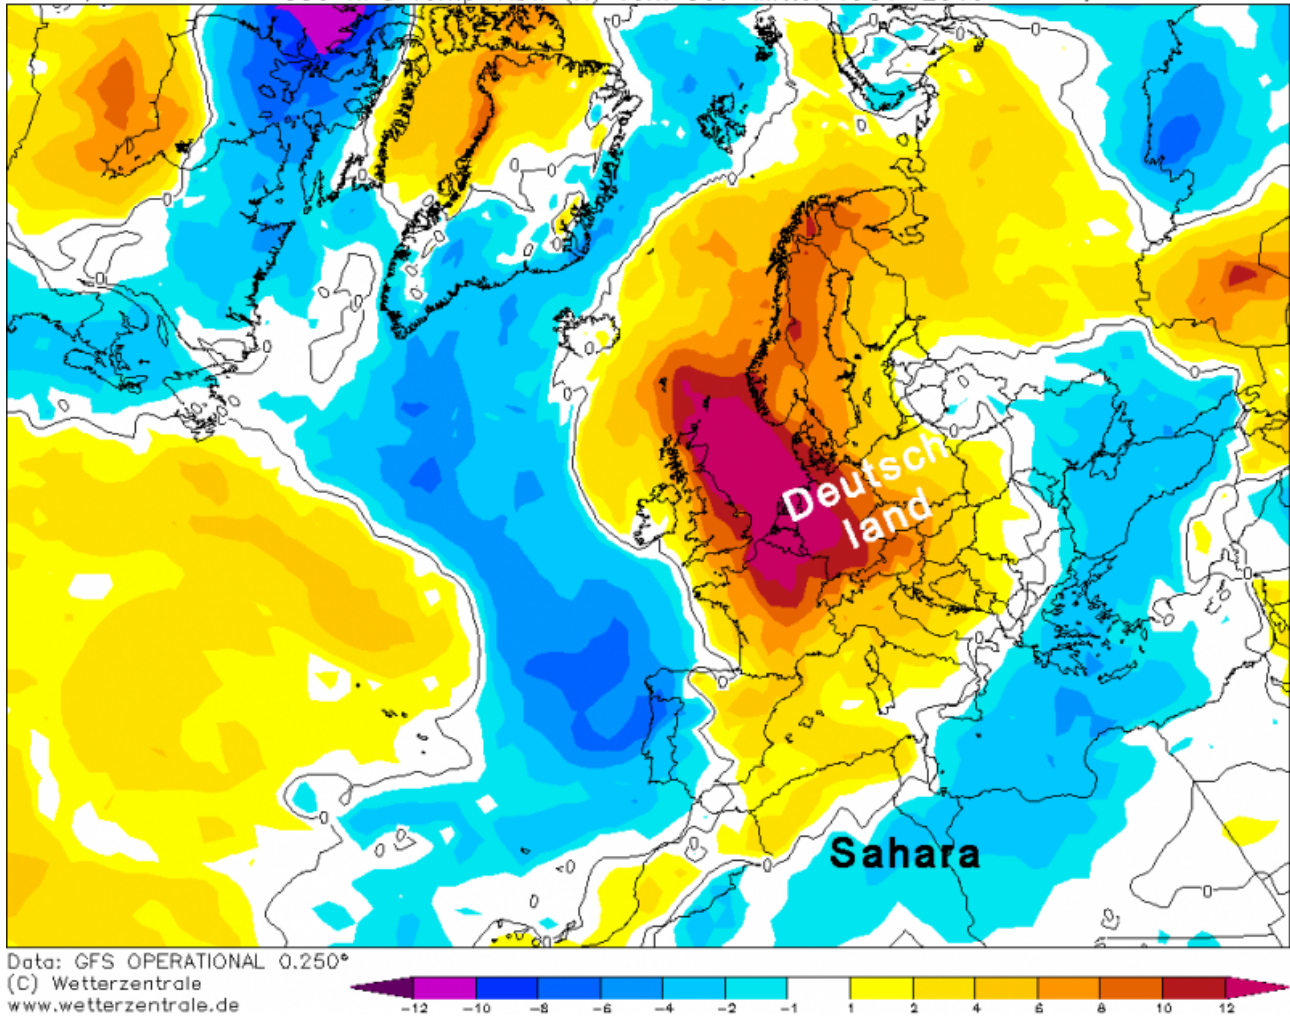 Deutsch
land
Sahara
Data: GFS OPERATIONAL 0.250°
(C) Wetterzentrale
www.wetterzentrale.de
-12 -10 -8 -6 -4 -2 -1 1 2 4 6 8 10 12